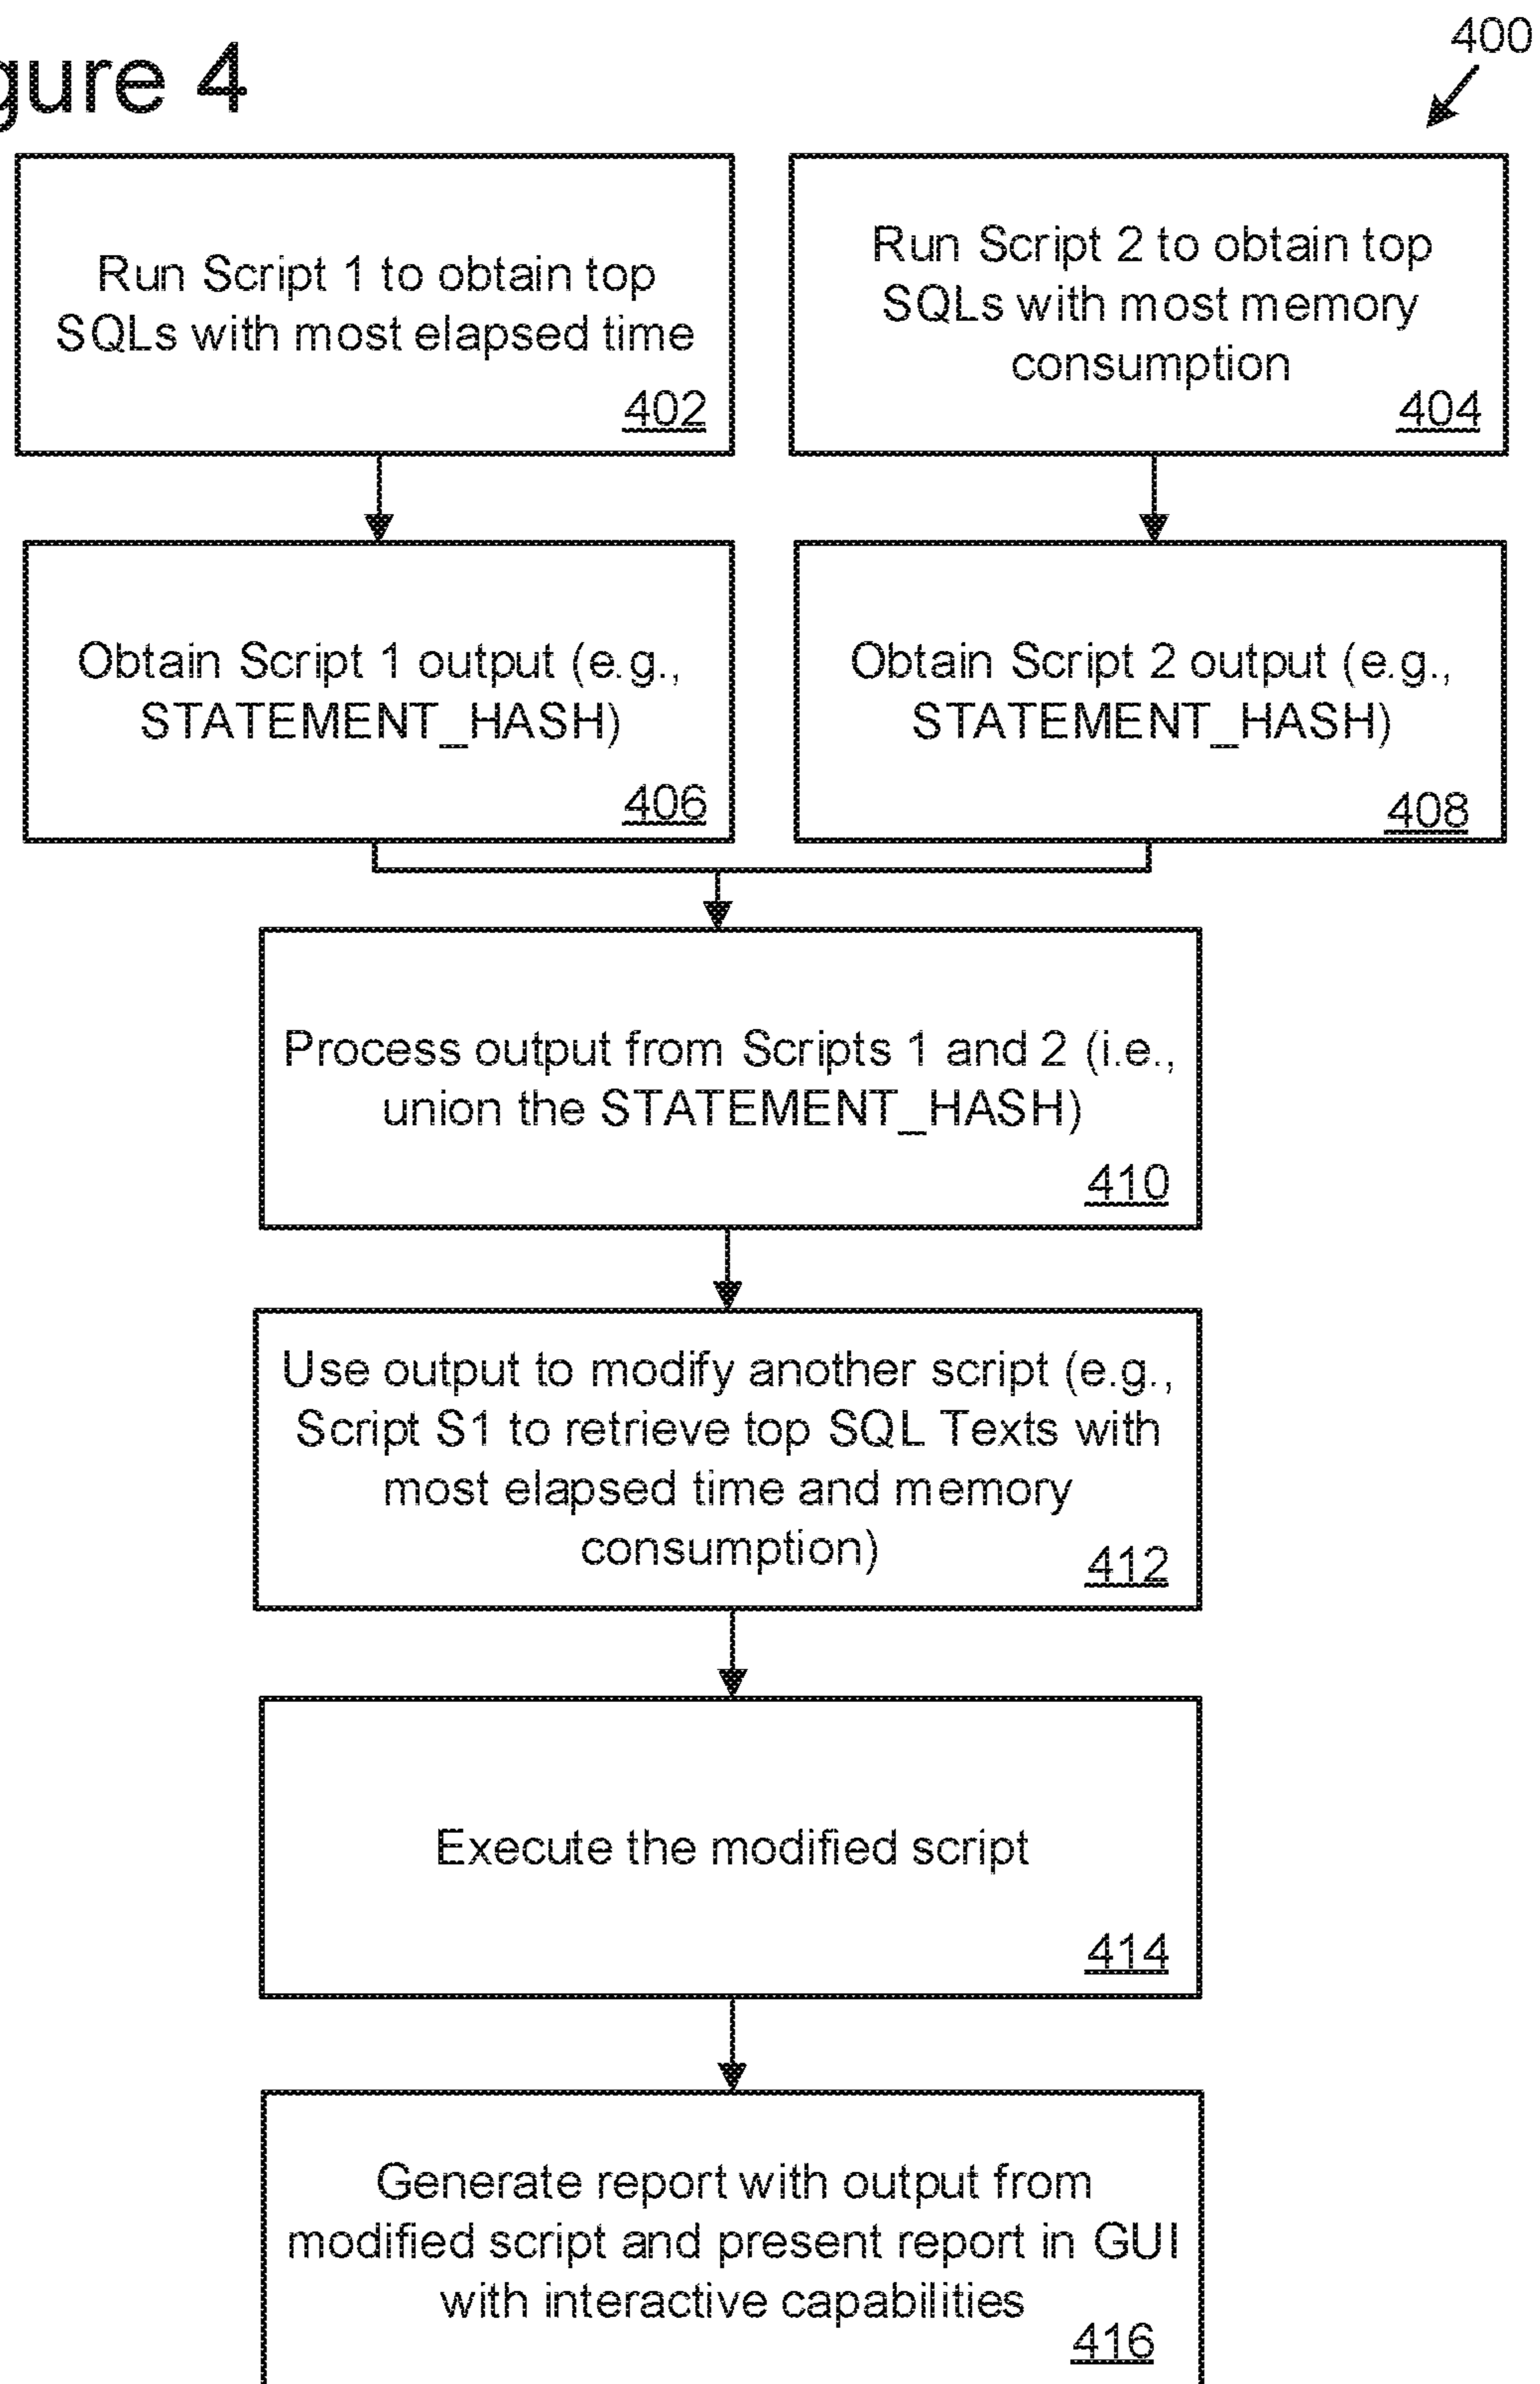 gure 4
400
Run Script 1 to obtain top
SQLs with most elapsed time
402
Run Script 2 to obtain top
SQLs with most memory
consumption
404
Obtain Script 1 output (e.g.,
STATEMENT_HASH)
406
Obtain Script 2 output (e.g.,
STATEMENT_HASH)
408
Process output from Scripts 1 and 2 (i.e.,
union the STATEMENT_HASH)
410
Use output to modify another script (e.g.,
Script S1 to retrieve top SQL Texts with
most elapsed time and memory
consumption)
412
Execute the modified script
414
Generate report with output from
modified script and present report in GUI
with interactive capabilities
416